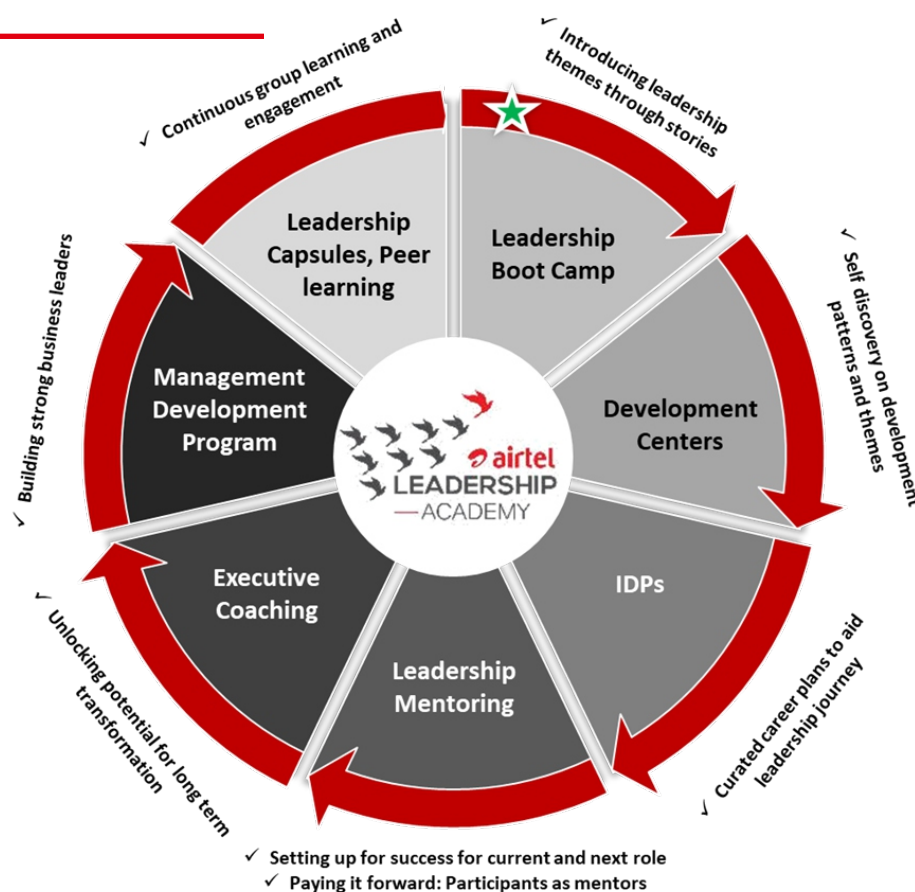 ✓ Introducing leadership
themes through stories
Leadership
Boot Camp
✓ Self discovery on development
patterns and themes
Development
Centers
✓ Curated career plans to aid
leadership journey
IDPs
✓ Setting up for success for current and next role
✓ Paying it forward: Participants as mentors
Leadership
Mentoring
✓ Unlocking potential for long term
transformation
Executive
Coaching
✓ Building strong business leaders
Management
Development
Program
✓ Continuous group learning and
engagement
Leadership
Capsules, Peer
learning
airtel
LEADERSHIP
—ACADEMY